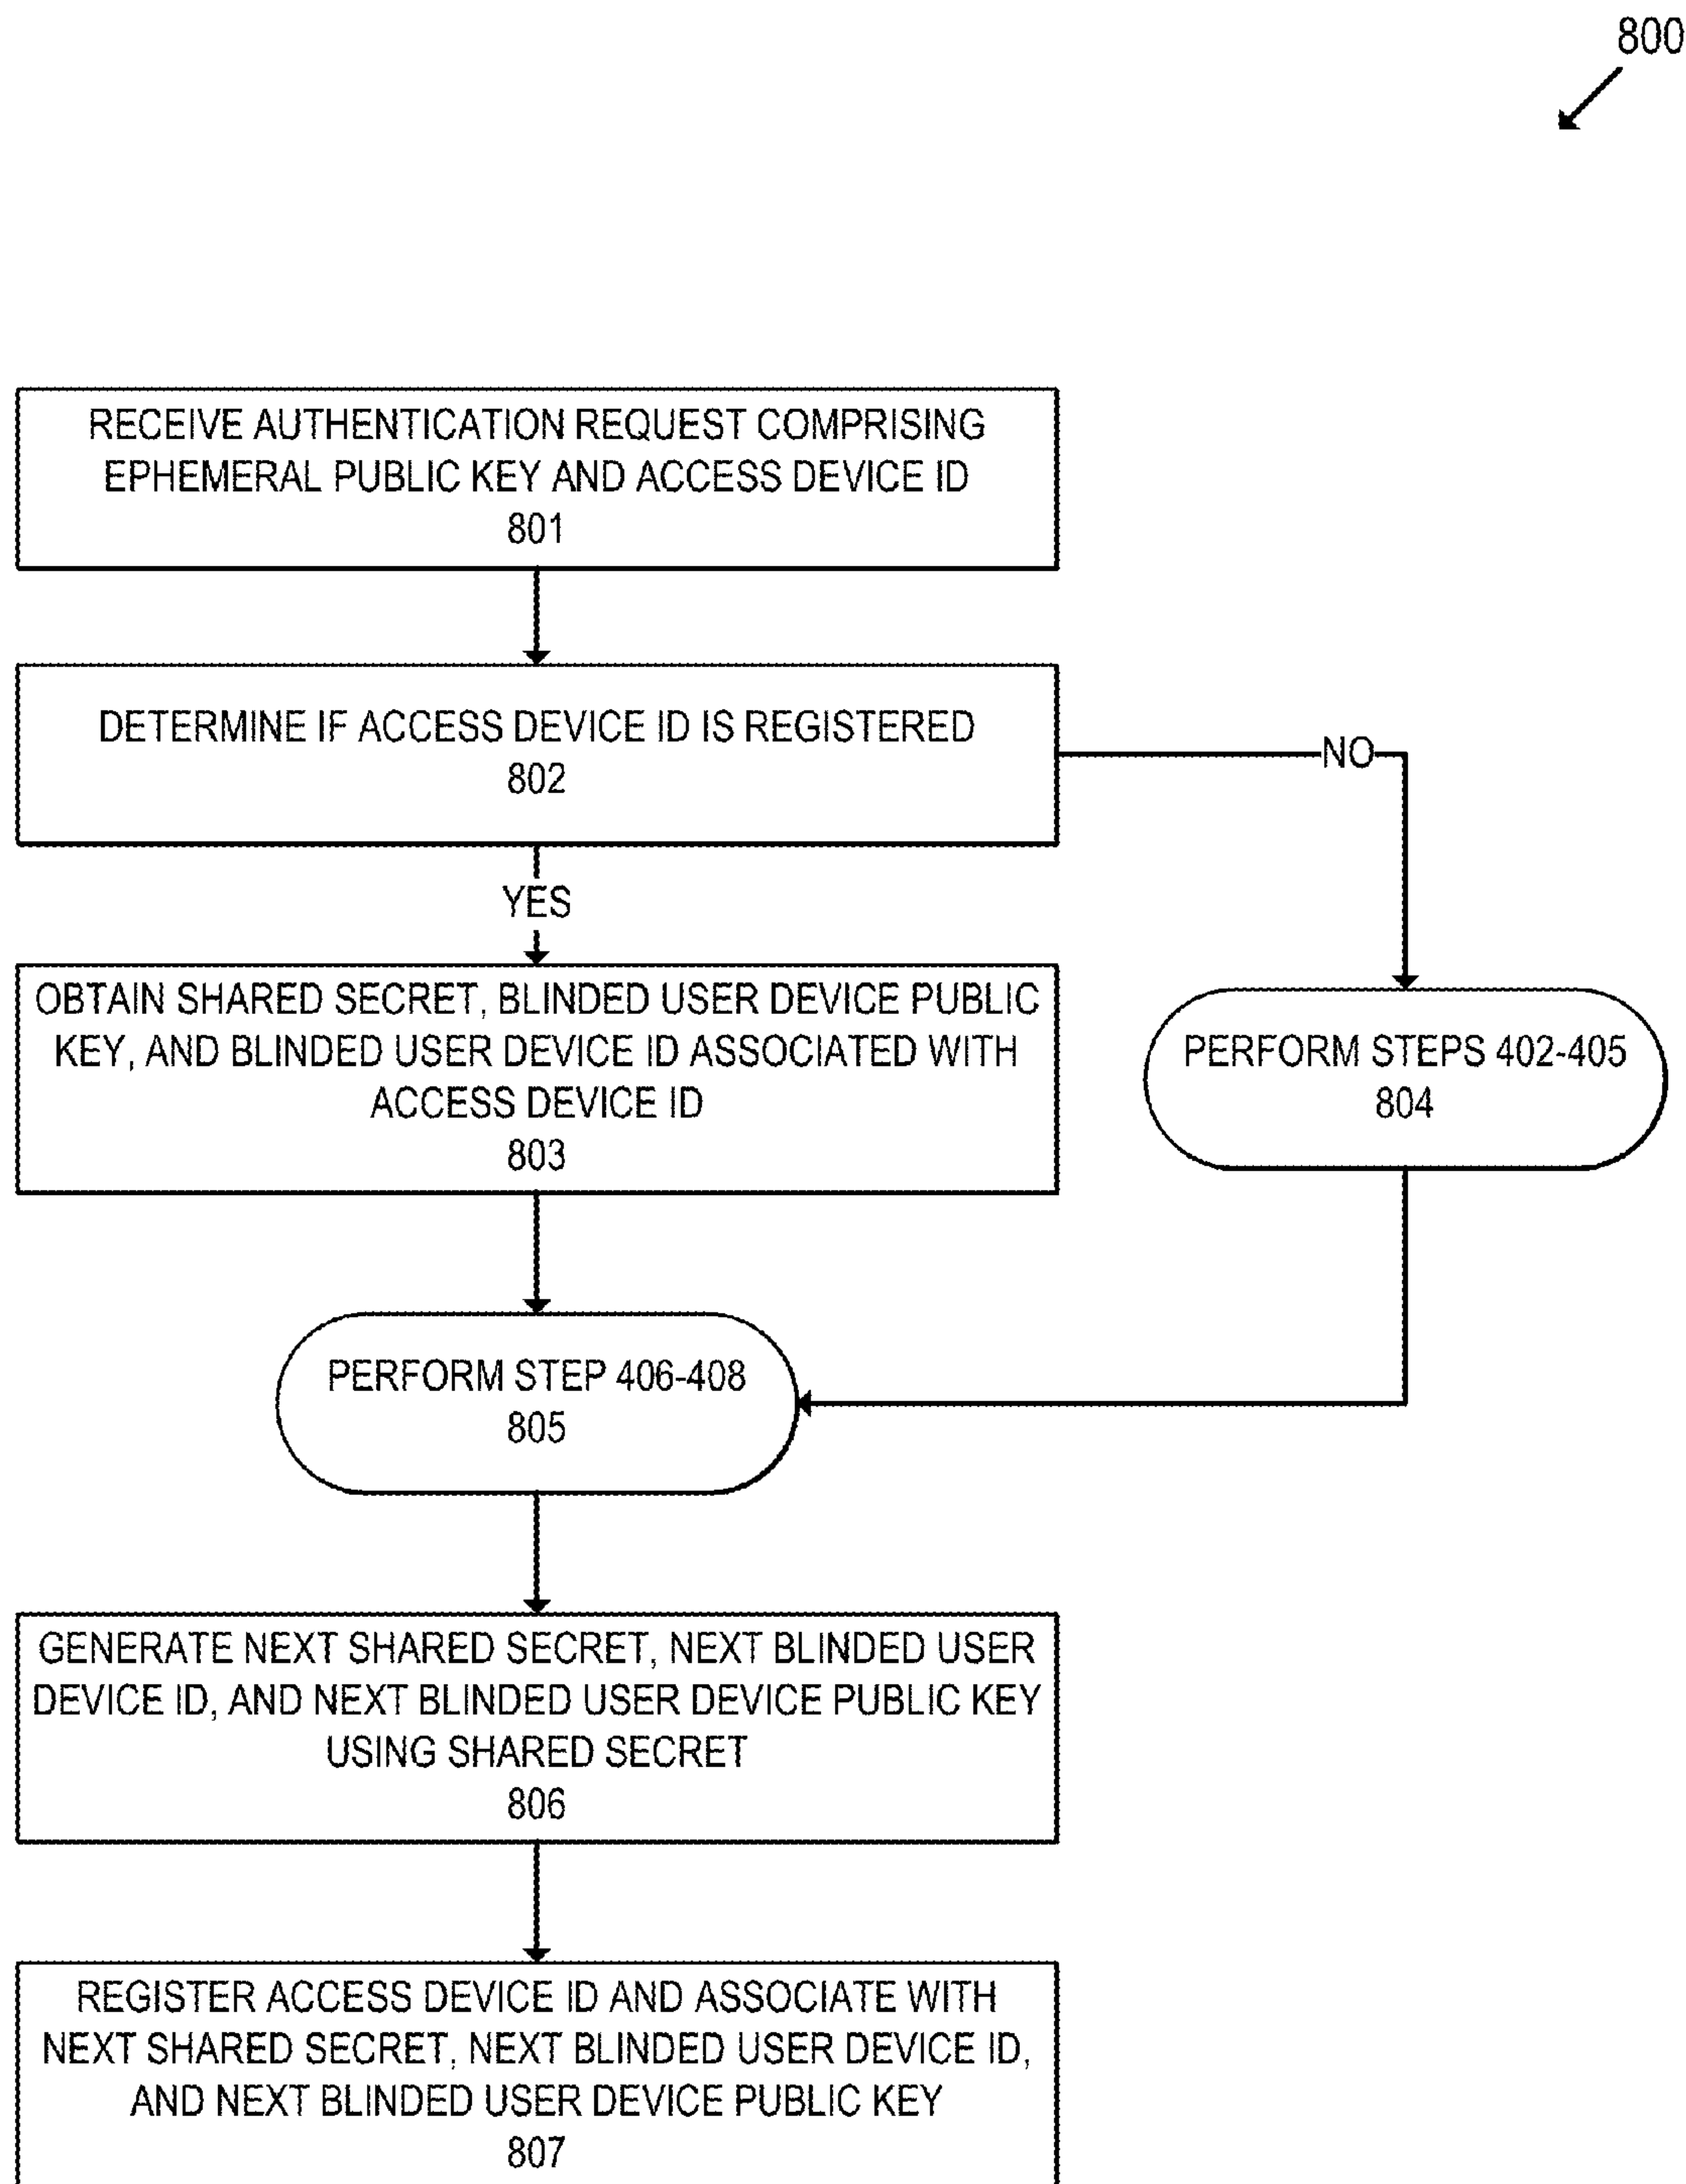 800
RECEIVE AUTHENTICATION REQUEST COMPRISING
EPHEMERAL PUBLIC KEY AND ACCESS DEVICE ID
801
DETERMINE IF ACCESS DEVICE ID IS REGISTERED
802
NO
YES
OBTAIN SHARED SECRET, BLINDED USER DEVICE PUBLIC
KEY, AND BLINDED USER DEVICE ID ASSOCIATED WITH
ACCESS DEVICE ID
803
PERFORM STEPS 402-405
804
PERFORM STEP 406-408
805
GENERATE NEXT SHARED SECRET, NEXT BLINDED USER
DEVICE ID, AND NEXT BLINDED USER DEVICE PUBLIC KEY
USING SHARED SECRET
806
REGISTER ACCESS DEVICE ID AND ASSOCIATE WITH
NEXT SHARED SECRET, NEXT BLINDED USER DEVICE ID,
AND NEXT BLINDED USER DEVICE PUBLIC KEY
807